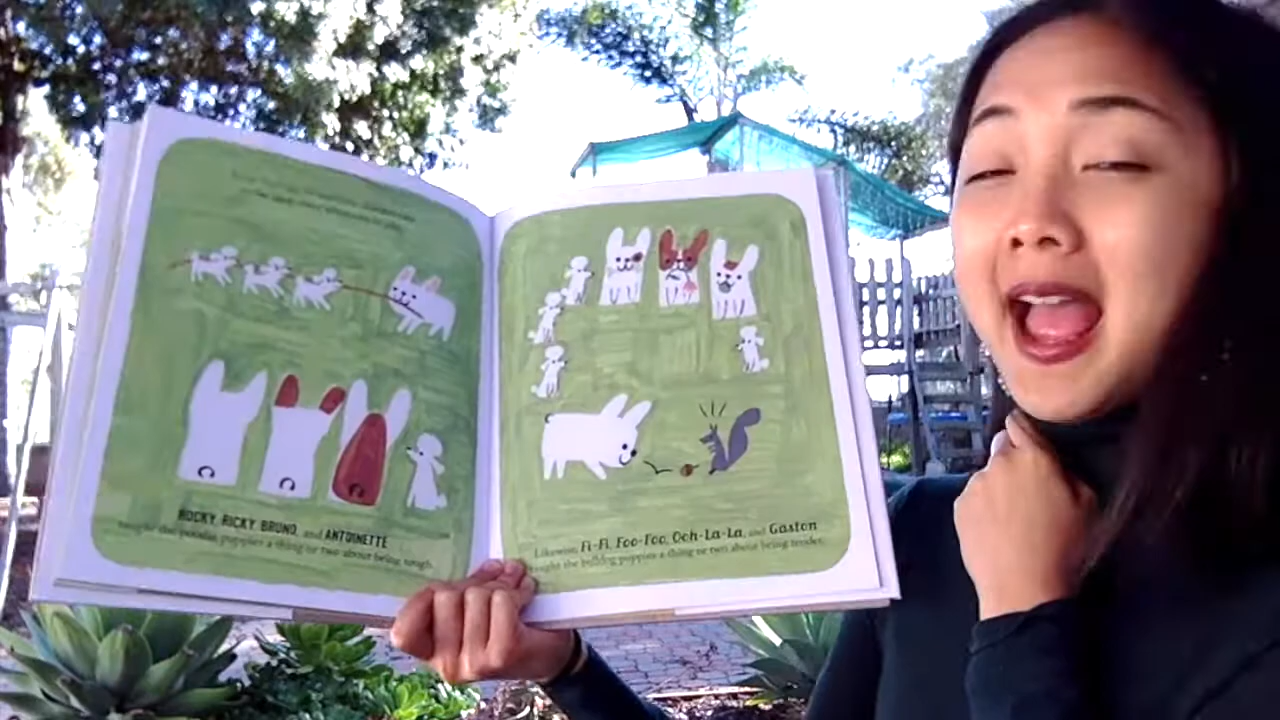 ROCKY, RICKY, BRUNO, and ANTOINETTE
taught the poodle puppies a thing or two about being tough.
Likewise, Fi-Fi, Foo-Foo, Ooh-La-La, and Gaston
taught the bulldog puppies a thing or two about being tender.